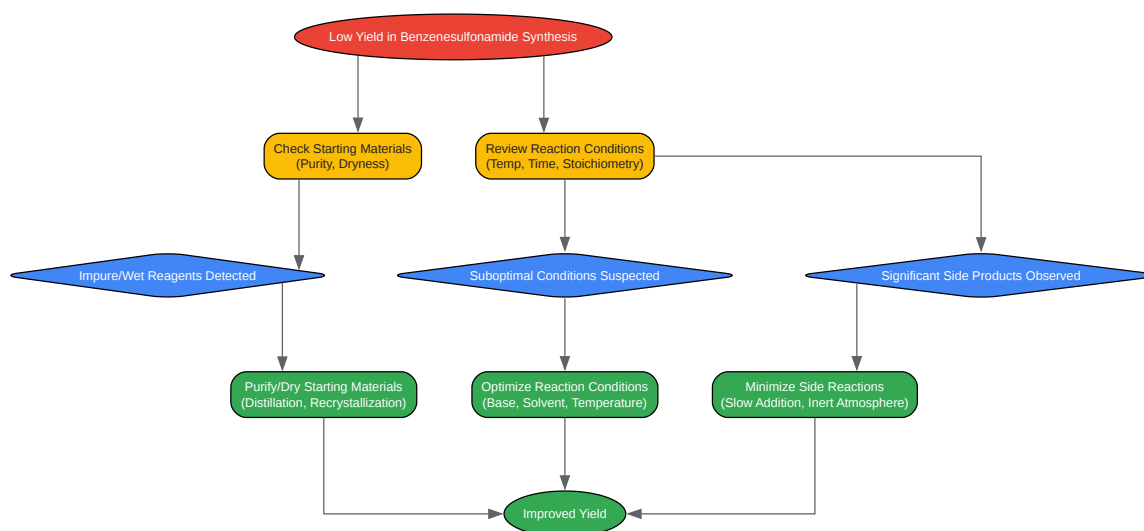 Low Yield in Benzenesulfonamide Synthesis
Check Starting Materials
(Purity, Dryness)
Review Reaction Conditions
(Temp, Time, Stoichiometry)
Impure/Wet Reagents Detected
Suboptimal Conditions Suspected
Significant Side Products Observed
Purify/Dry Starting Materials
(Distillation, Recrystallization)
Optimize Reaction Conditions
(Base, Solvent, Temperature)
Minimize Side Reactions
(Slow Addition, Inert Atmosphere)
Improved Yield